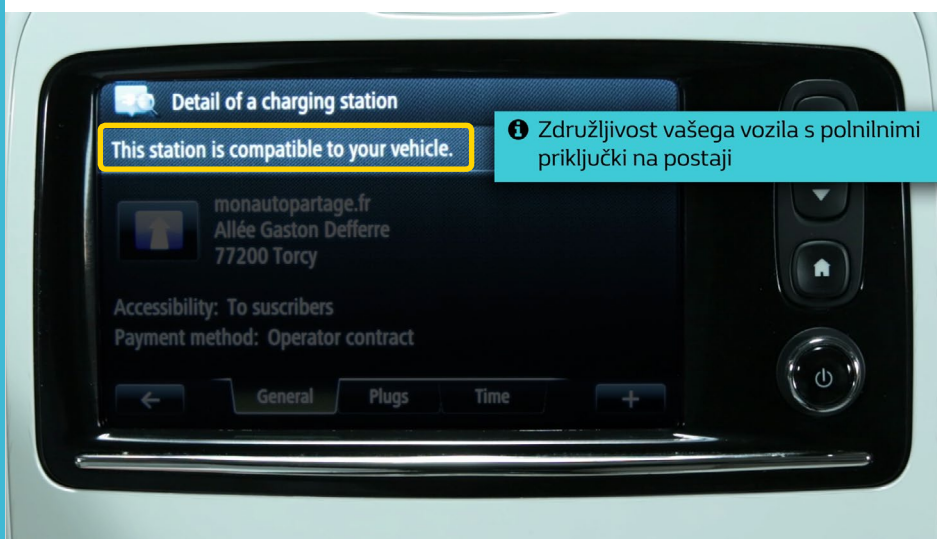 Detail of a charging station
This station is compatible to your vehicle.
Združljivost vašega vozila s polnilnimi
priključki na postaji
monautopartage.fr
Allée Gaston Defferre
77200 Torcy
Accessibility: To suscribers
Payment method: Operator contract
General
Plugs
Time